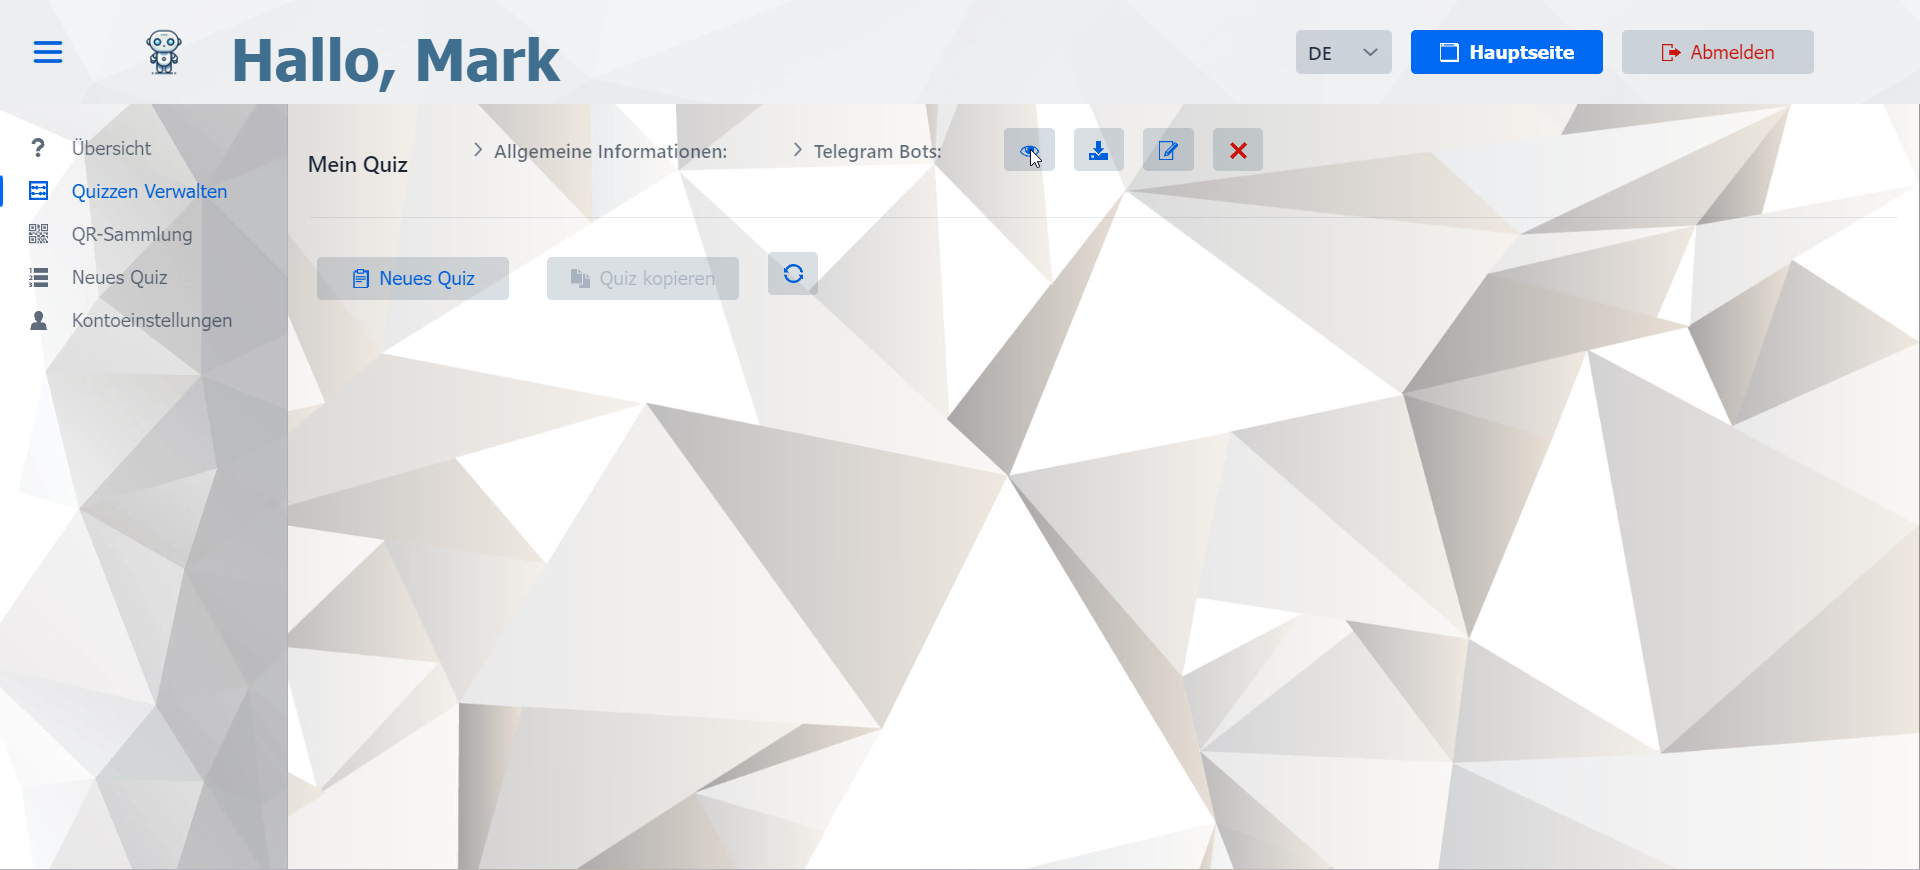 Hallo, Mark
DE
Hauptseite
Abmelden
Übersicht
Quizzen Verwalten
QR-Sammlung
Neues Quiz
Kontoeinstellungen
Mein Quiz
Allgemeine Informationen:
Telegram Bots:
Neues Quiz
Quiz kopieren